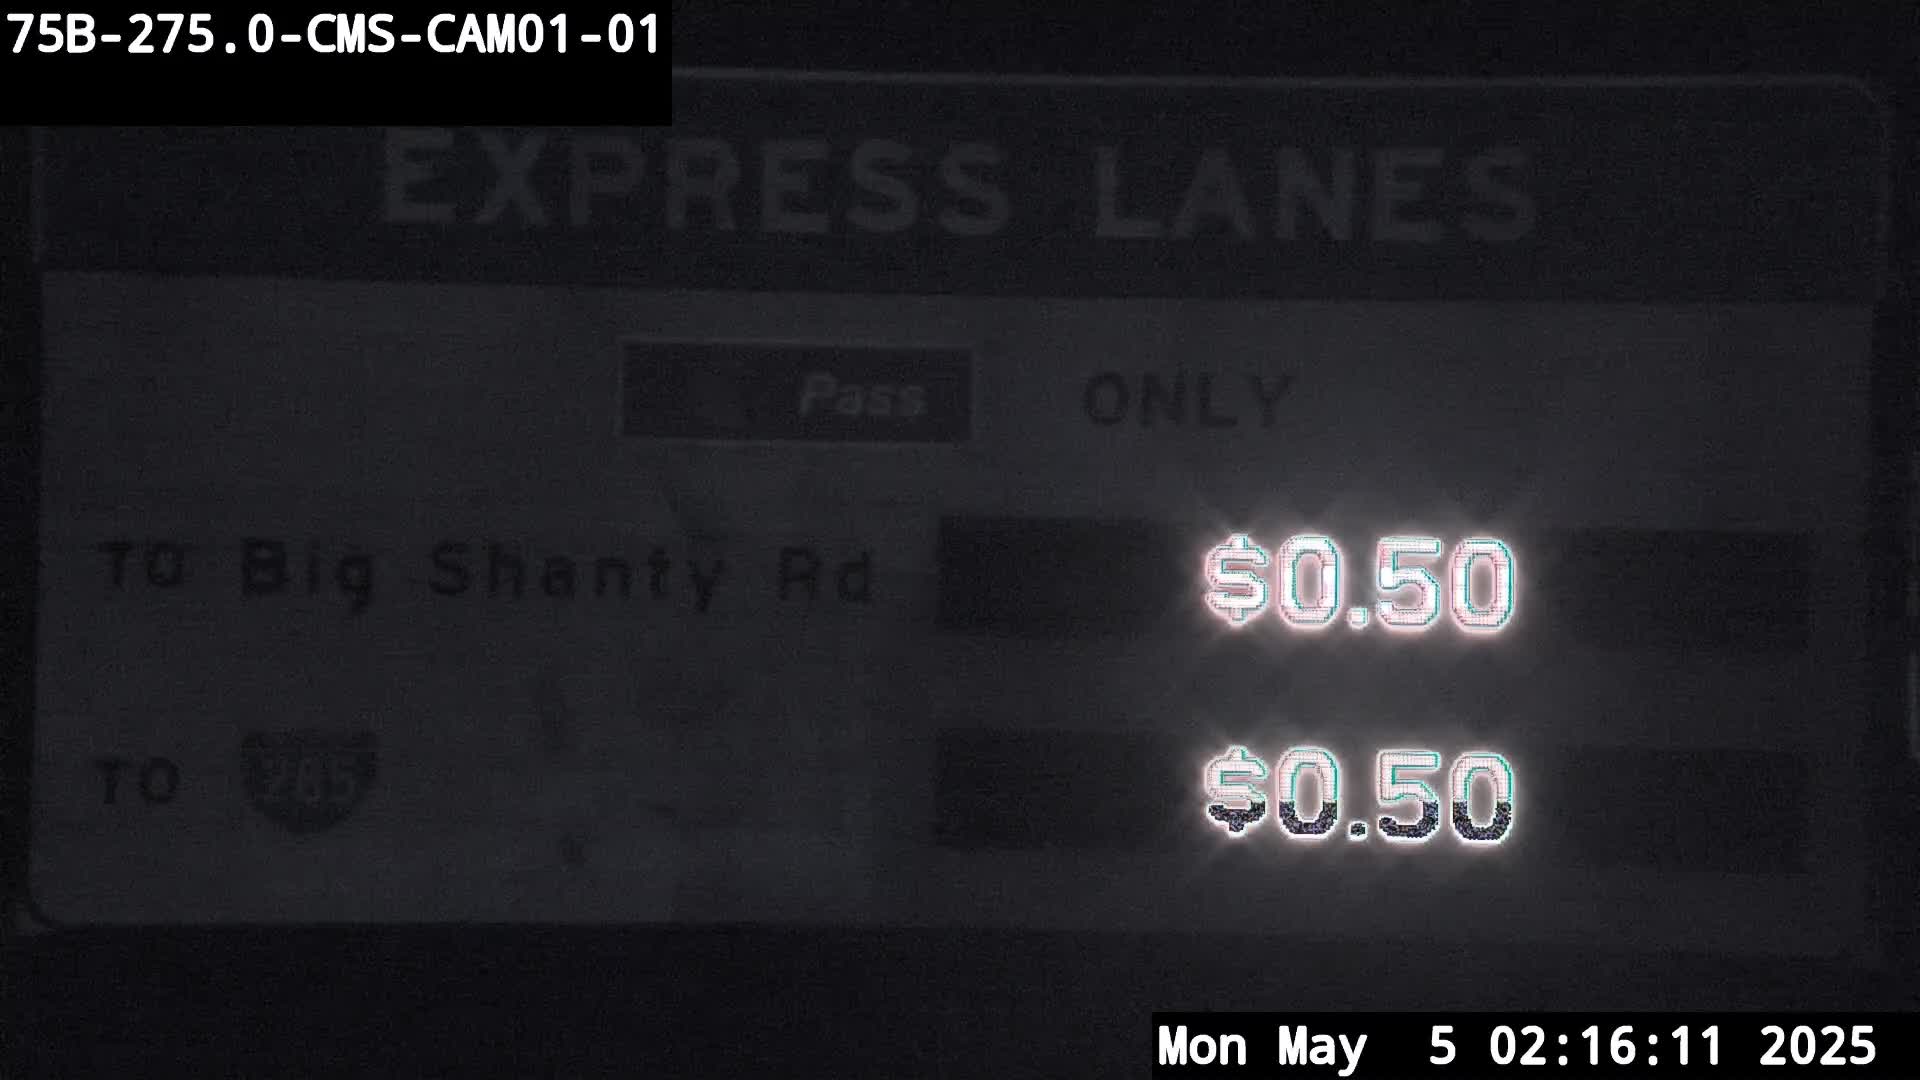 75B-275.0-CMS-CAM01-01
EXPRESS LANES
Pass ONLY
TO Big Shanty Rd $0.50
TO 285 $0.50
Mon May 5 02:16:11 2025